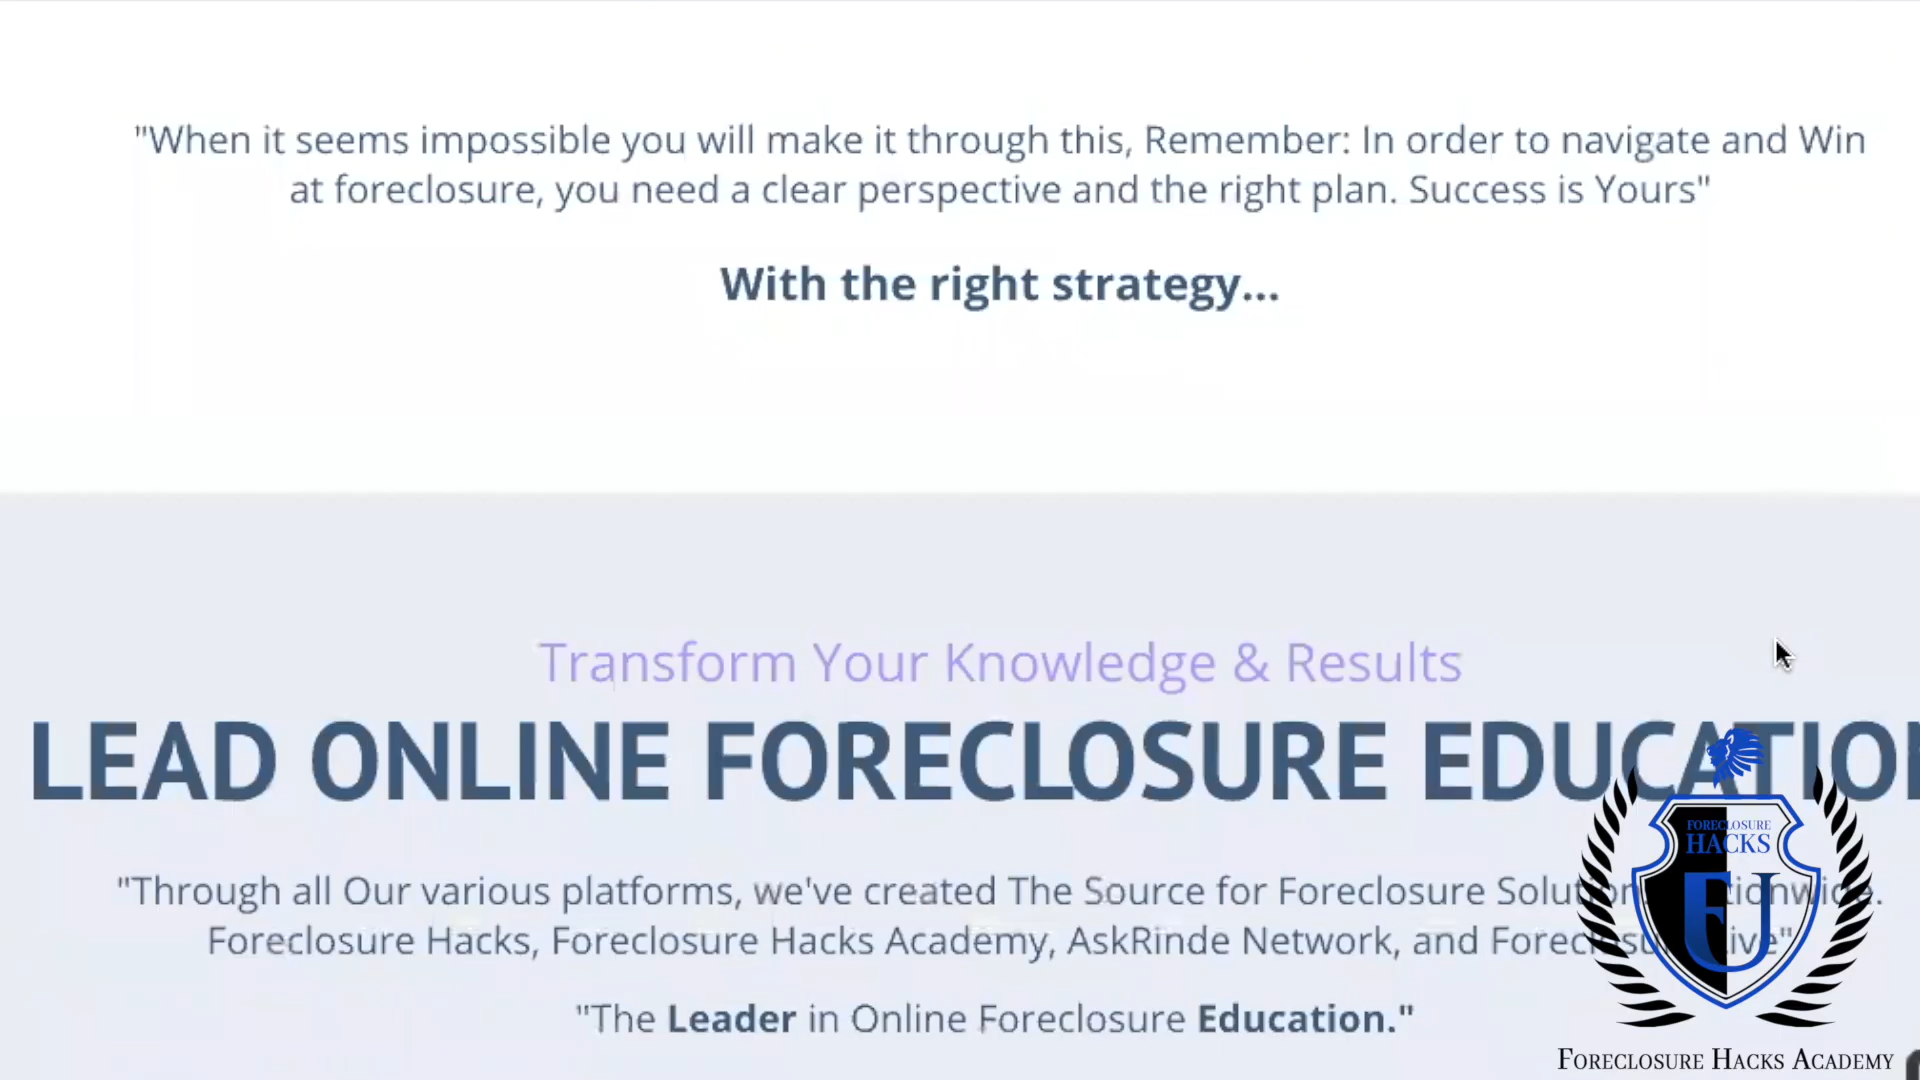 "When it seems impossible you will make it through this, Remember: In order to navigate and Win
at foreclosure, you need a clear perspective and the right plan. Success is Yours"
With the right strategy...
Transform Your Knowledge & Results
LEAD ONLINE FORECLOSURE EDUCATION
"Through all Our various platforms, we've created The Source for Foreclosure
Foreclosure Hacks, Foreclosure Hacks Academy, AskRinde Network, and
"The Leader in Online Foreclosure Education."
FORECLOSURE
HACKS
FU
FORECLOSURE HACKS ACADEMY